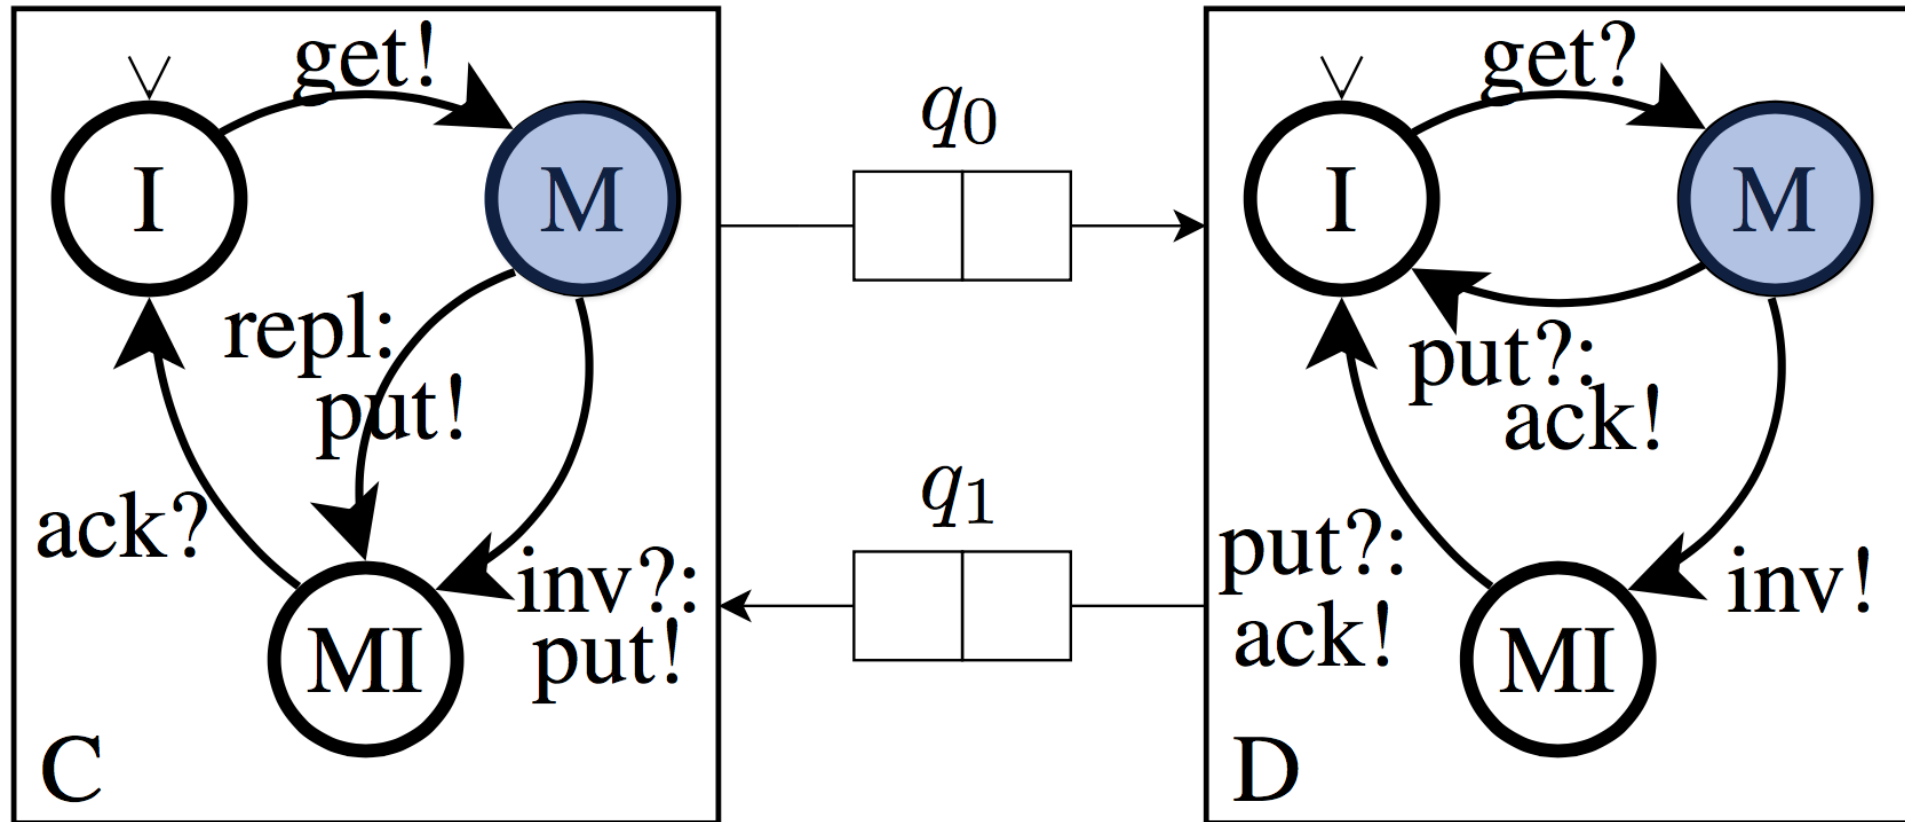 get!
I
M
repl:
put!
ack?
inv?:
put!
MI
C
q0
q1
get?
I
M
put?:
ack!
put?:
ack!
inv!
MI
D